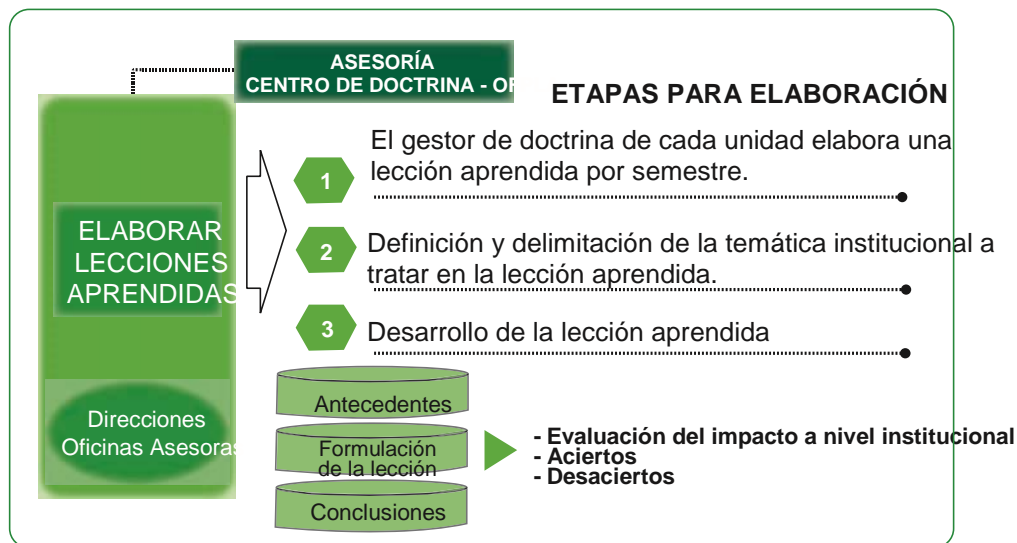 ASESORÍA
CENTRO DE DOCTRINA - OF
ETAPAS PARA ELABORACIÓN
ELABORAR
LECCIONES
APRENDIDAS
Direcciones
Oficinas Asesoras
1
El gestor de doctrina de cada unidad elabora una
lección aprendida por semestre.
2
Definición y delimitación de la temática institucional a
tratar en la lección aprendida.
3
Desarrollo de la lección aprendida
Antecedentes
Formulación
de la lección
Conclusiones
- Evaluación del impacto a nivel institucional
- Aciertos
- Desaciertos